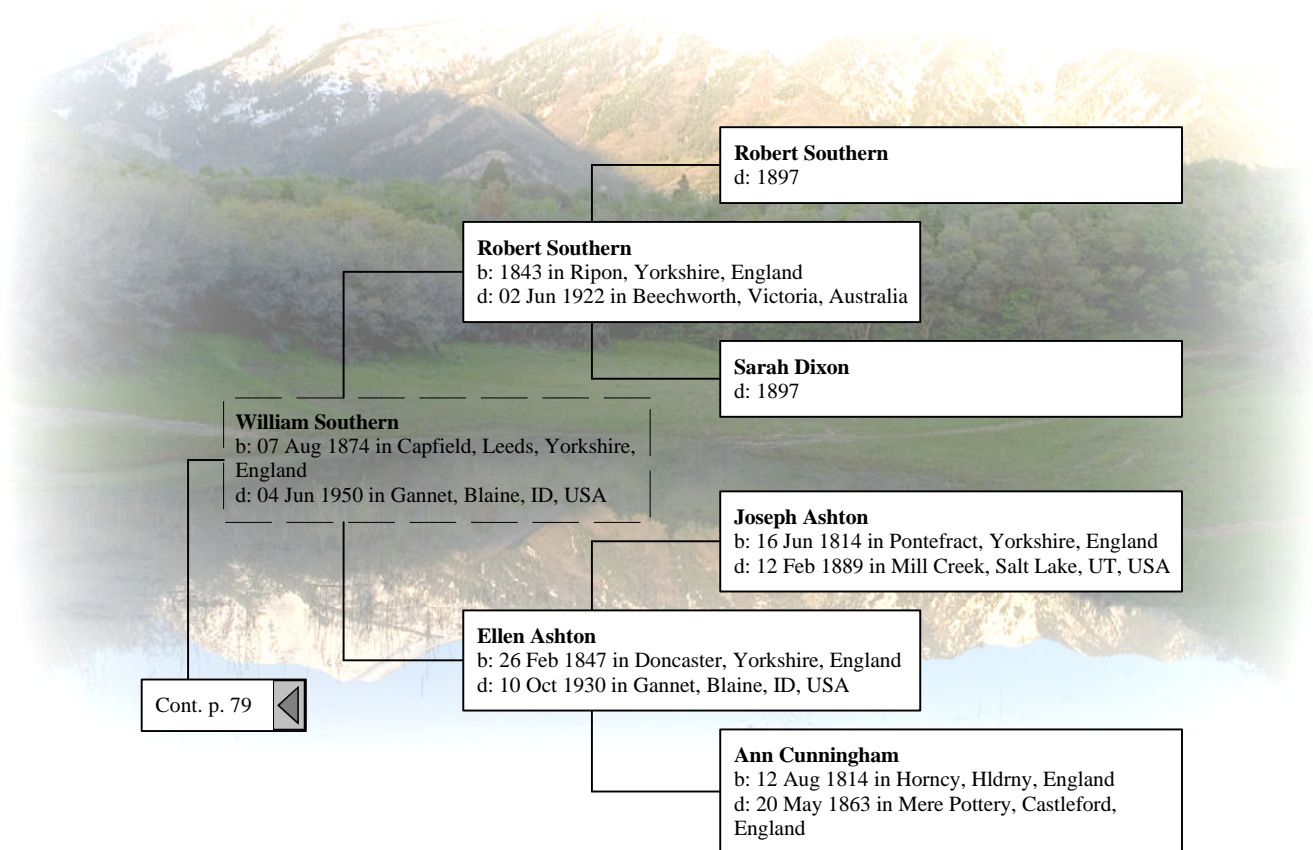 Robert Southern
d: 1897
Robert Southern
b: 1843 in Ripon, Yorkshire, England
d: 02 Jun 1922 in Beechworth, Victoria, Australia
Sarah Dixon
d: 1897
William Southern
b: 07 Aug 1874 in Capfield, Leeds, Yorkshire,
England
d: 04 Jun 1950 in Gannet, Blaine, ID, USA
Joseph Ashton
b: 16 Jun 1814 in Pontefract, Yorkshire, England
d: 12 Feb 1889 in Mill Creek, Salt Lake, UT, USA
Ellen Ashton
b: 26 Feb 1847 in Doncaster, Yorkshire, England
d: 10 Oct 1930 in Gannet, Blaine, ID, USA
Cont. p. 79
Ann Cunningham
b: 12 Aug 1814 in Horncy, Hldrny, England
d: 20 May 1863 in Mere Pottery, Castleford,
England